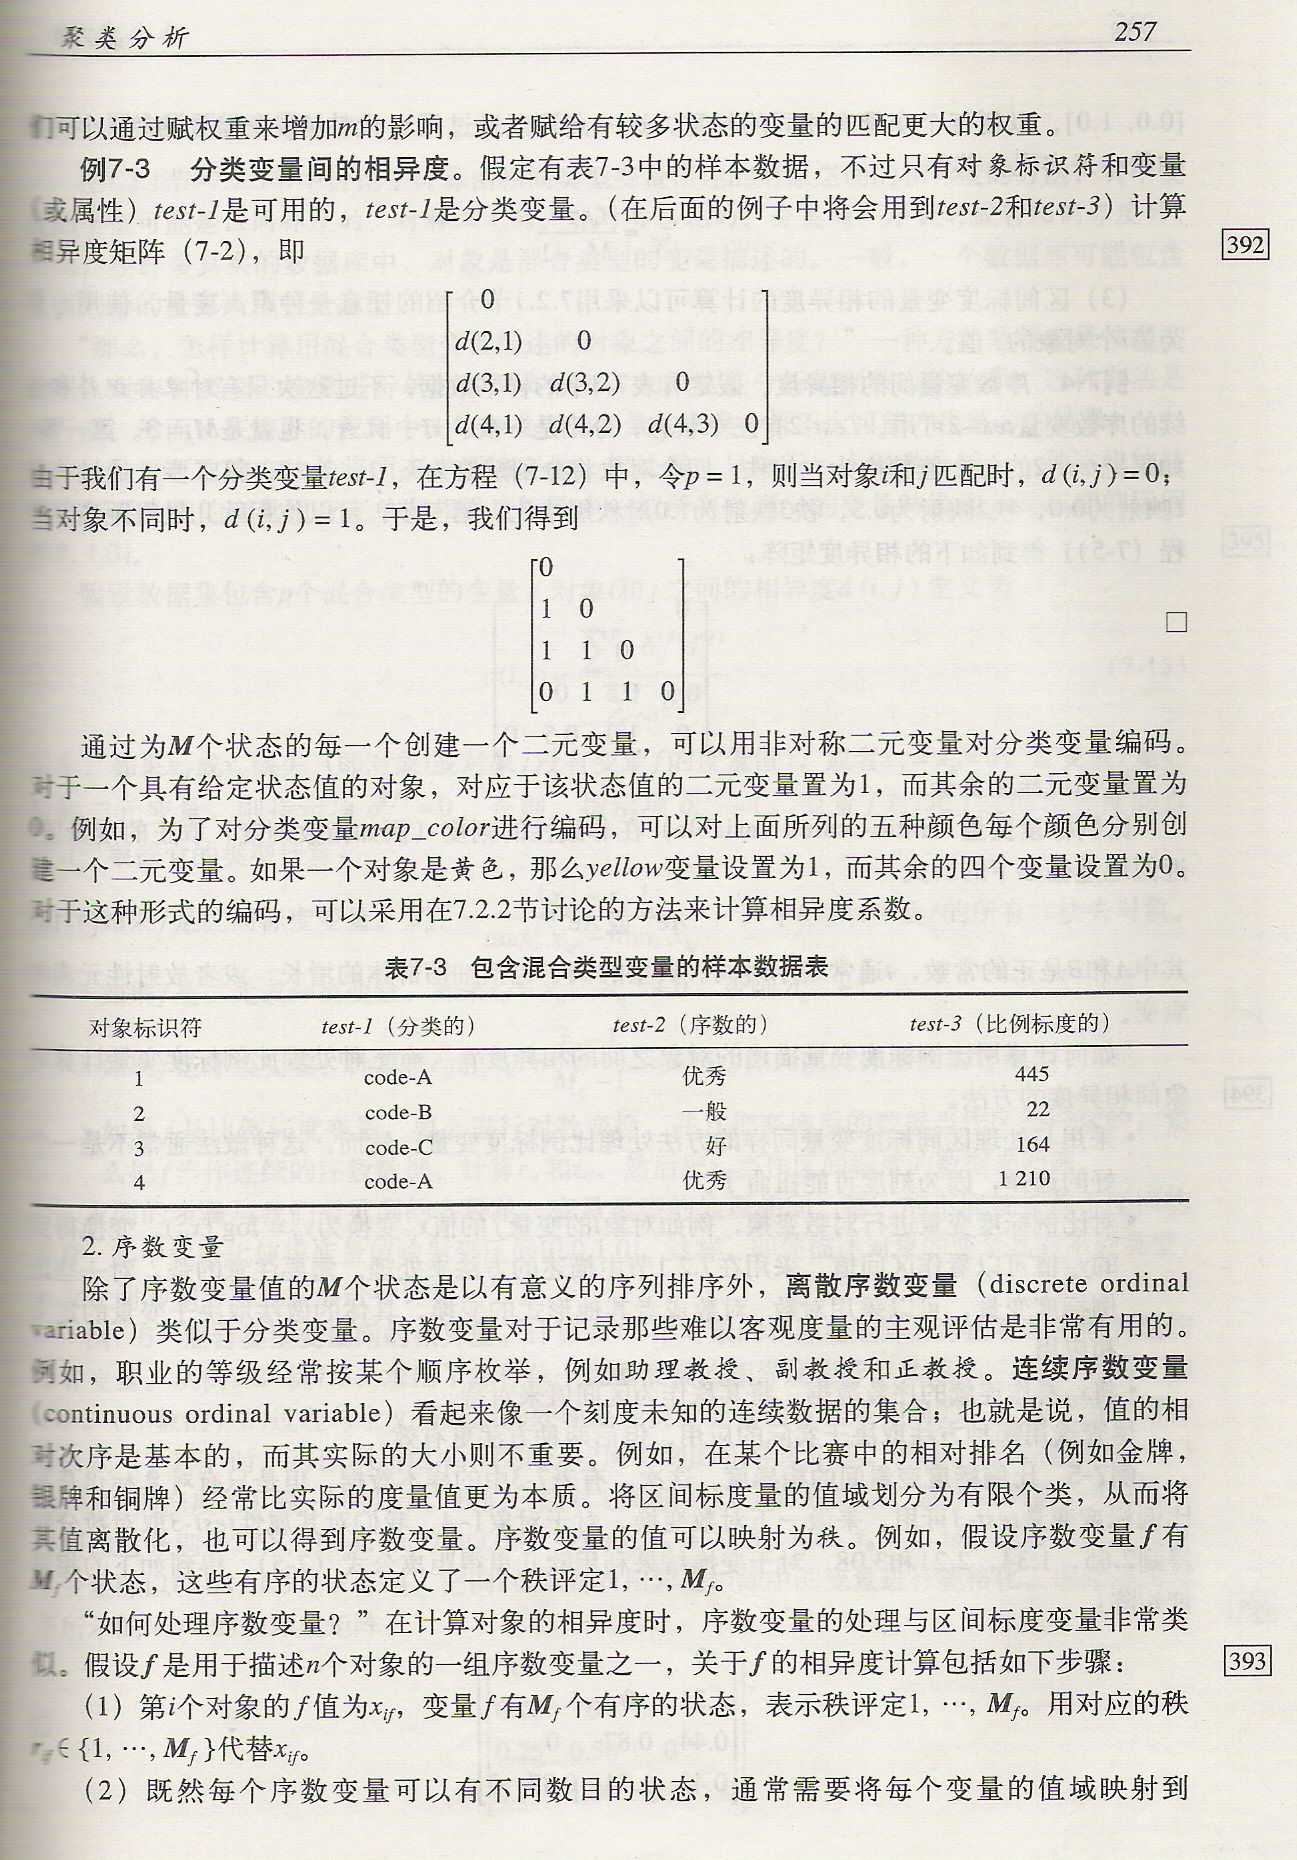 聚类分析 257
们可以通过赋权重来增加m的影响，或者赋给有较多状态的变量的匹配更大的权重。
例7-3 分类变量间的相异度。假定有表7-3中的样本数据，不过只有对象标识符和变量
（或属性）test-1是可用的，test-1是分类变量。（在后面的例子中将会用到test-2和test-3）计算
相异度矩阵（7-2），即
392
0
d(2,1) 0
d(3,1) d(3,2) 0
d(4,1) d(4,2) d(4,3) 0
由于我们有一个分类变量test-1，在方程（7-12）中，令p = 1，则当对象i和j匹配时，d (i, j) = 0；
当对象不同时，d (i, j) = 1。于是，我们得到
0
1 0
1 1 0
0 1 1 0
□
通过为M个状态的每一个创建一个二元变量，可以用非对称二元变量对分类变量编码。
对于一个具有给定状态值的对象，对应于该状态值的二元变量置为1，而其余的二元变量置为
0。例如，为了对分类变量map_color进行编码，可以对上面所列的五种颜色每个颜色分别创
建一个二元变量。如果一个对象是黄色，那么yellow变量设置为1，而其余的四个变量设置为0。
对于这种形式的编码，可以采用在7.2.2节讨论的方法来计算相异度系数。
表7-3 包含混合类型变量的样本数据表
对象标识符 test-1（分类的） test-2（序数的） test-3（比例标度的）
1 code-A 优秀 445
2 code-B 一般 22
3 code-C 好 164
4 code-A 优秀 1 210
2. 序数变量
除了序数变量值的M个状态是以有意义的序列排序外，离散序数变量（discrete ordinal
variable）类似于分类变量。序数变量对于记录那些难以客观度量的主观评估是非常有用的。
例如，职业的等级经常按某个顺序枚举，例如助理教授、副教授和正教授。连续序数变量
（continuous ordinal variable）看起来像一个刻度未知的连续数据的集合；也就是说，值的相
对次序是基本的，而其实际的大小则不重要。例如，在某个比赛中的相对排名（例如金牌，
银牌和铜牌）经常比实际的度量值更为本质。将区间标度量的值域划分为有限个类，从而将
其值离散化，也可以得到序数变量。序数变量的值可以映射为秩。例如，假设序数变量 f 有
M_f个状态，这些有序的状态定义了一个秩评定1, …, M_f。
“如何处理序数变量？”在计算对象的相异度时，序数变量的处理与区间标度变量非常类
似。假设f 是用于描述n个对象的一组序数变量之一，关于f 的相异度计算包括如下步骤：
393
（1）第i个对象的 f 值为x_if，变量 f 有M_f 个有序的状态，表示秩评定1, …, M_f。用对应的秩
r_if ∈ {1, …, M_f }代替x_if。
（2）既然每个序数变量可以有不同数目的状态，通常需要将每个变量的值域映射到